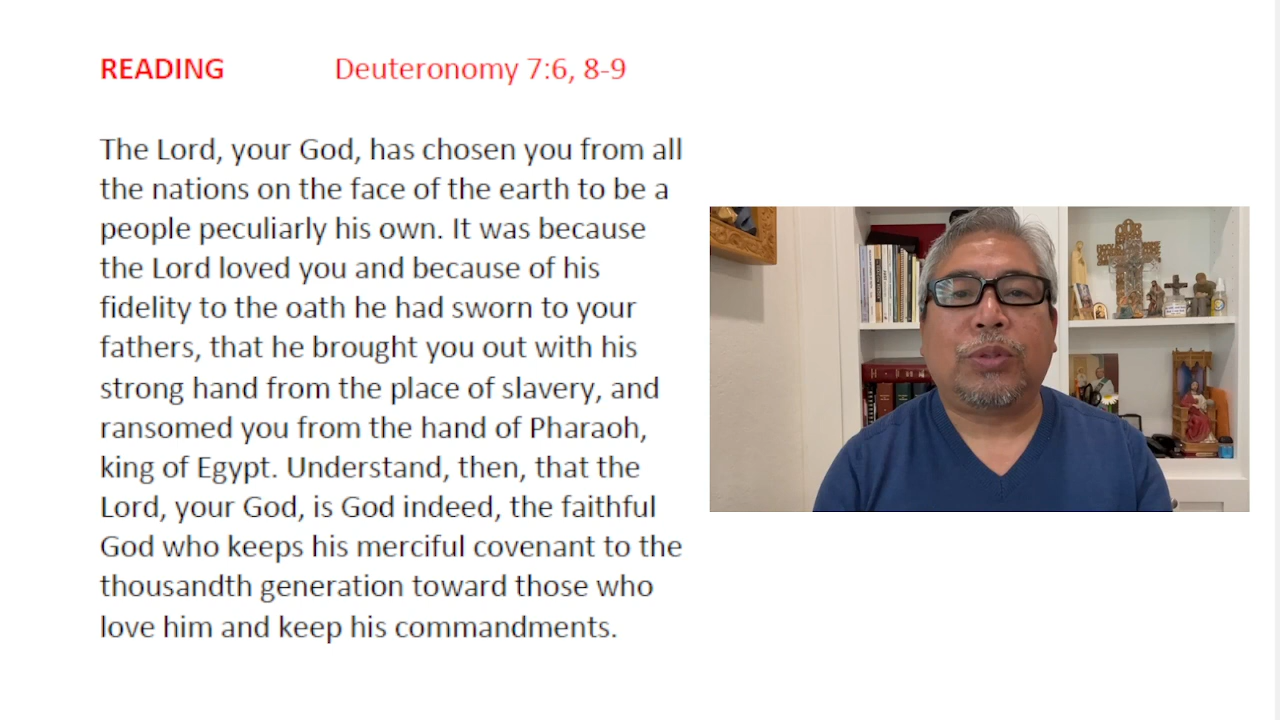 READING Deuteronomy 7:6, 8-9
The Lord, your God, has chosen you from all
the nations on the face of the earth to be a
people peculiarly his own. It was because
the Lord loved you and because of his
fidelity to the oath he had sworn to your
fathers, that he brought you out with his
strong hand from the place of slavery, and
ransomed you from the hand of Pharaoh,
king of Egypt. Understand, then, that the
Lord, your God, is God indeed, the faithful
God who keeps his merciful covenant to the
thousandth generation toward those who
love him and keep his commandments.